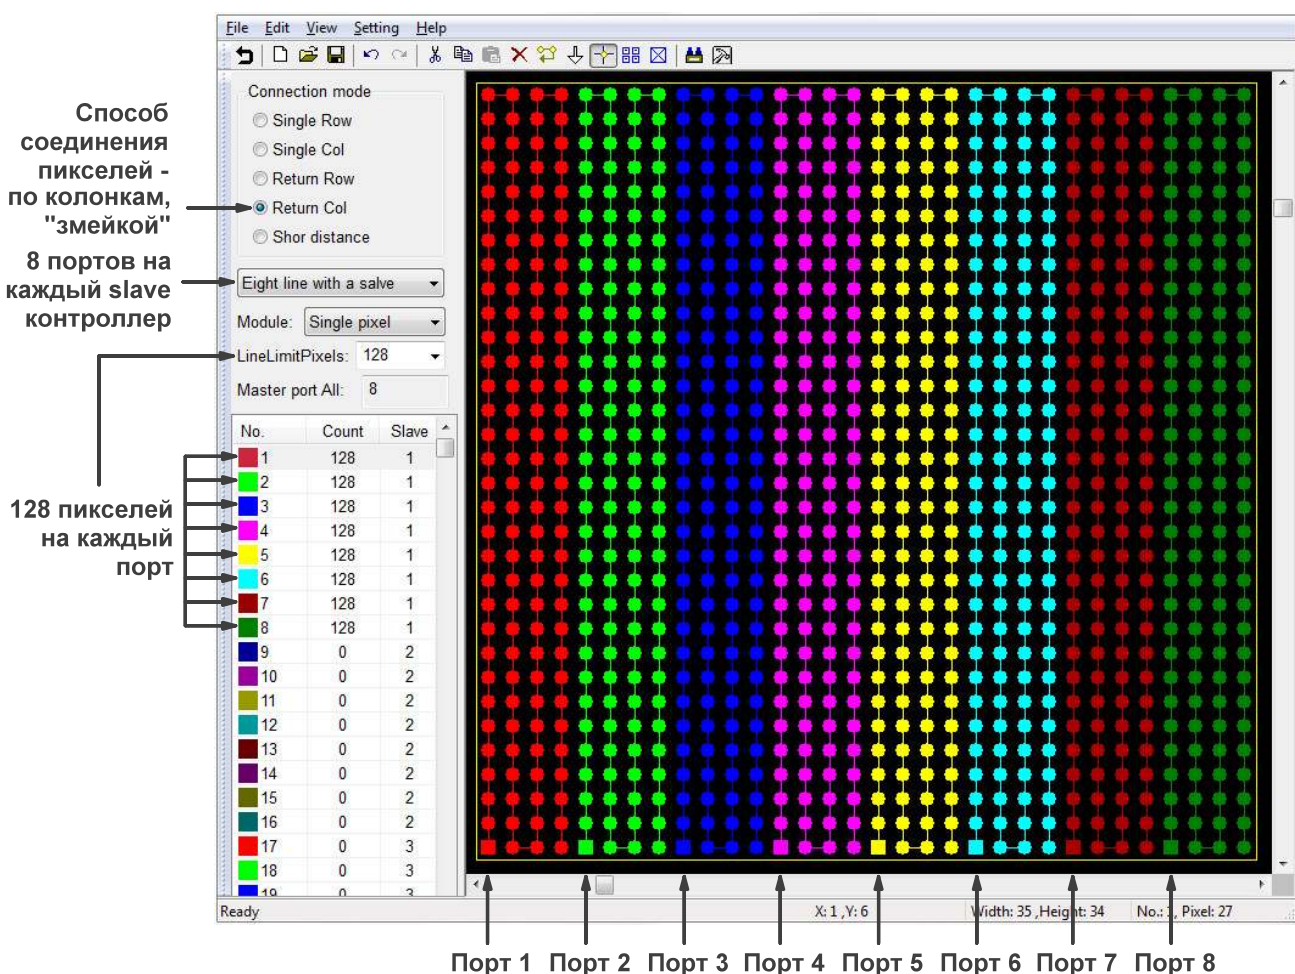 File Edit View Setting Help
Connection mode
Single Row
Single Col
Return Row
Return Col
Shor distance
Способ
соединения
пикселей -
по колонкам,
"змейкой"
8 портов на
каждый slave
контроллер
Eight line with a salve
Module: Single pixel
LineLimitPixels: 128
Master port All: 8
No. Count Slave
1 128 1
2 128 1
3 128 1
4 128 1
5 128 1
6 128 1
7 128 1
8 128 1
9 0 2
10 0 2
11 0 2
12 0 2
13 0 2
14 0 2
15 0 2
16 0 2
17 0 3
18 0 3
19 0 3
128 пикселей
на каждый
порт
Ready X: 1 ,Y: 6 Width: 35 ,Height: 34 No.: , Pixel: 27
Порт 1 Порт 2 Порт 3 Порт 4 Порт 5 Порт 6 Порт 7 Порт 8